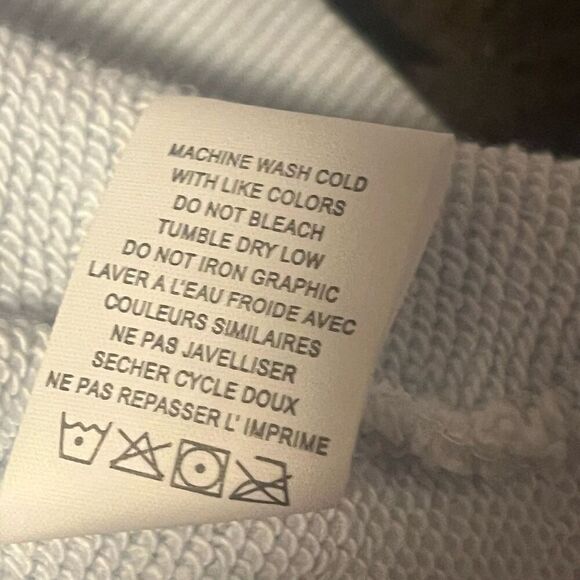 MACHINE WASH COLD
WITH LIKE COLORS
DO NOT BLEACH
TUMBLE DRY LOW
DO NOT IRON GRAPHIC
LAVER A L'EAU FROIDE AVEC
COULEURS SIMILAIRES
NE PAS JAVELLISER
SECHER CYCLE DOUX
NE PAS REPASSER L' IMPRIME